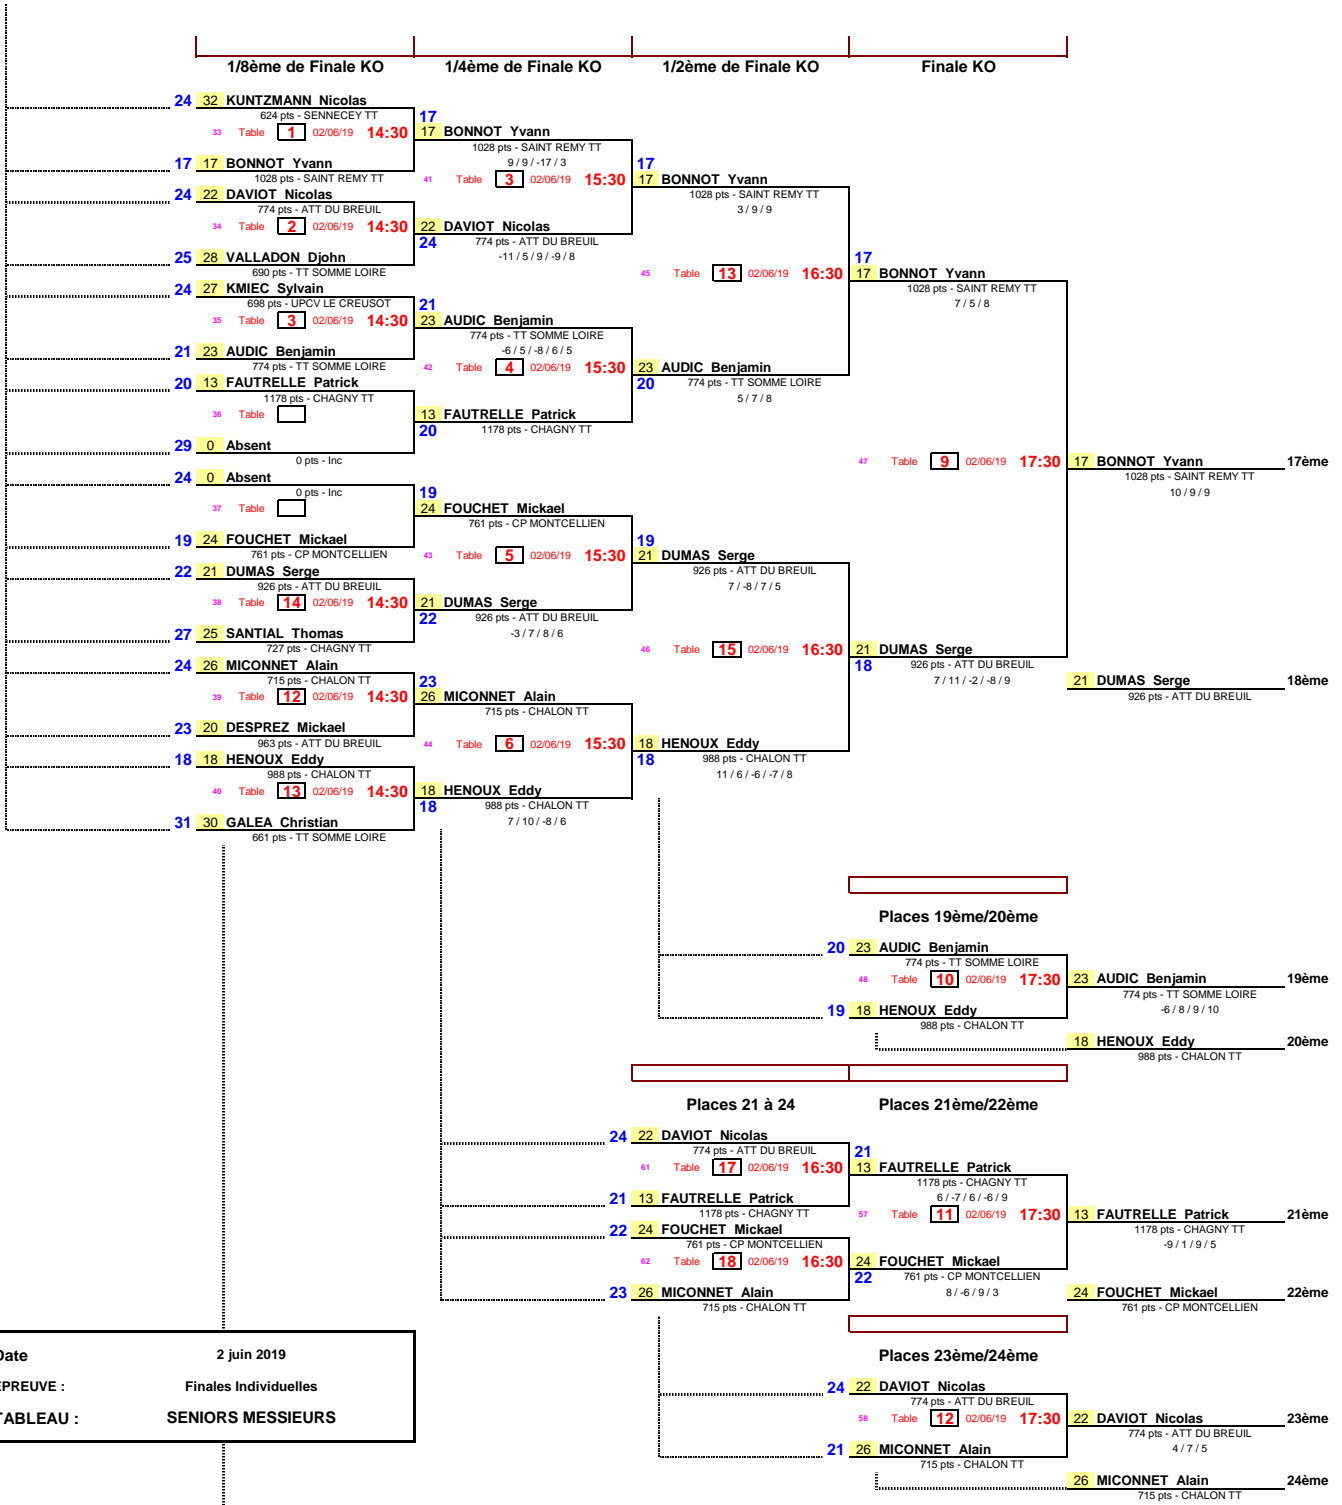 1/8ème de Finale KO 1/4ème de Finale KO 1/2ème de Finale KO Finale KO
24 32 KUNTZMANN Nicolas
624 pts - SENNECEY TT
33 Table 1 02/06/19 14:30
17 17 BONNOT Yvann
1028 pts - SAINT REMY TT
24 22 DAVIOT Nicolas
774 pts - ATT DU BREUIL
34 Table 2 02/06/19 14:30
25 28 VALLADON Djohn
690 pts - TT SOMME LOIRE
24 27 KMIEC Sylvain
698 pts - UPCV LE CREUSOT
35 Table 3 02/06/19 14:30
21 23 AUDIC Benjamin
774 pts - TT SOMME LOIRE
20 13 FAUTRELLE Patrick
1178 pts - CHAGNY TT
36 Table
29 0 Absent
0 pts - Inc
24 0 Absent
0 pts - Inc
37 Table
19 24 FOUCHET Mickael
761 pts - CP MONTCELLIEN
22 21 DUMAS Serge
926 pts - ATT DU BREUIL
38 Table 14 02/06/19 14:30
27 25 SANTIAL Thomas
727 pts - CHAGNY TT
24 26 MICONNET Alain
715 pts - CHALON TT
39 Table 12 02/06/19 14:30
23 20 DESPREZ Mickael
963 pts - ATT DU BREUIL
18 18 HENOUX Eddy
988 pts - CHALON TT
40 Table 13 02/06/19 14:30
31 30 GALEA Christian
661 pts - TT SOMME LOIRE
17
17 BONNOT Yvann
1028 pts - SAINT REMY TT
9 / 9 / -17 / 3
41 Table 3 02/06/19 15:30
22 DAVIOT Nicolas
24
774 pts - ATT DU BREUIL
-11 / 5 / 9 / -9 / 8
21
23 AUDIC Benjamin
774 pts - TT SOMME LOIRE
-6 / 5 / -8 / 6 / 5
42 Table 4 02/06/19 15:30
13 FAUTRELLE Patrick
20
1178 pts - CHAGNY TT
19
24 FOUCHET Mickael
761 pts - CP MONTCELLIEN
43 Table 5 02/06/19 15:30
21 DUMAS Serge
22
926 pts - ATT DU BREUIL
-3 / 7 / 8 / 6
23
26 MICONNET Alain
715 pts - CHALON TT
44 Table 6 02/06/19 15:30
18 HENOUX Eddy
18
988 pts - CHALON TT
7 / 10 / -8 / 6
17
17 BONNOT Yvann
1028 pts - SAINT REMY TT
3 / 9 / 9
45 Table 13 02/06/19 16:30
23 AUDIC Benjamin
20
774 pts - TT SOMME LOIRE
5 / 7 / 8
19
21 DUMAS Serge
926 pts - ATT DU BREUIL
7 / -8 / 7 / 5
46 Table 15 02/06/19 16:30
18 HENOUX Eddy
18
988 pts - CHALON TT
11 / 6 / -6 / -7 / 8
17
17 BONNOT Yvann
1028 pts - SAINT REMY TT
7 / 5 / 8
47 Table 9 02/06/19 17:30
21 DUMAS Serge
18
926 pts - ATT DU BREUIL
7 / 11 / -2 / -8 / 9
17 BONNOT Yvann 17ème
1028 pts - SAINT REMY TT
10 / 9 / 9
21 DUMAS Serge 18ème
926 pts - ATT DU BREUIL
Places 19ème/20ème
20 23 AUDIC Benjamin
774 pts - TT SOMME LOIRE
48 Table 10 02/06/19 17:30
19 18 HENOUX Eddy
988 pts - CHALON TT
23 AUDIC Benjamin 19ème
774 pts - TT SOMME LOIRE
-6 / 8 / 9 / 10
18 HENOUX Eddy 20ème
988 pts - CHALON TT
Places 21 à 24 Places 21ème/22ème
24 22 DAVIOT Nicolas
774 pts - ATT DU BREUIL
61 Table 17 02/06/19 16:30
21 13 FAUTRELLE Patrick
1178 pts - CHAGNY TT
22 24 FOUCHET Mickael
761 pts - CP MONTCELLIEN
62 Table 18 02/06/19 16:30
23 26 MICONNET Alain
715 pts - CHALON TT
21
13 FAUTRELLE Patrick
1178 pts - CHAGNY TT
6 / -7 / 6 / -6 / 9
57 Table 11 02/06/19 17:30
24 FOUCHET Mickael
22
761 pts - CP MONTCELLIEN
8 / -6 / 9 / 3
13 FAUTRELLE Patrick 21ème
1178 pts - CHAGNY TT
-9 / 1 / 9 / 5
24 FOUCHET Mickael 22ème
761 pts - CP MONTCELLIEN
Places 23ème/24ème
24 22 DAVIOT Nicolas
774 pts - ATT DU BREUIL
58 Table 12 02/06/19 17:30
21 26 MICONNET Alain
715 pts - CHALON TT
22 DAVIOT Nicolas 23ème
774 pts - ATT DU BREUIL
4 / 7 / 5
26 MICONNET Alain 24ème
715 pts - CHALON TT
Date 2 juin 2019
EPREUVE : Finales Individuelles
TABLEAU : SENIORS MESSIEURS